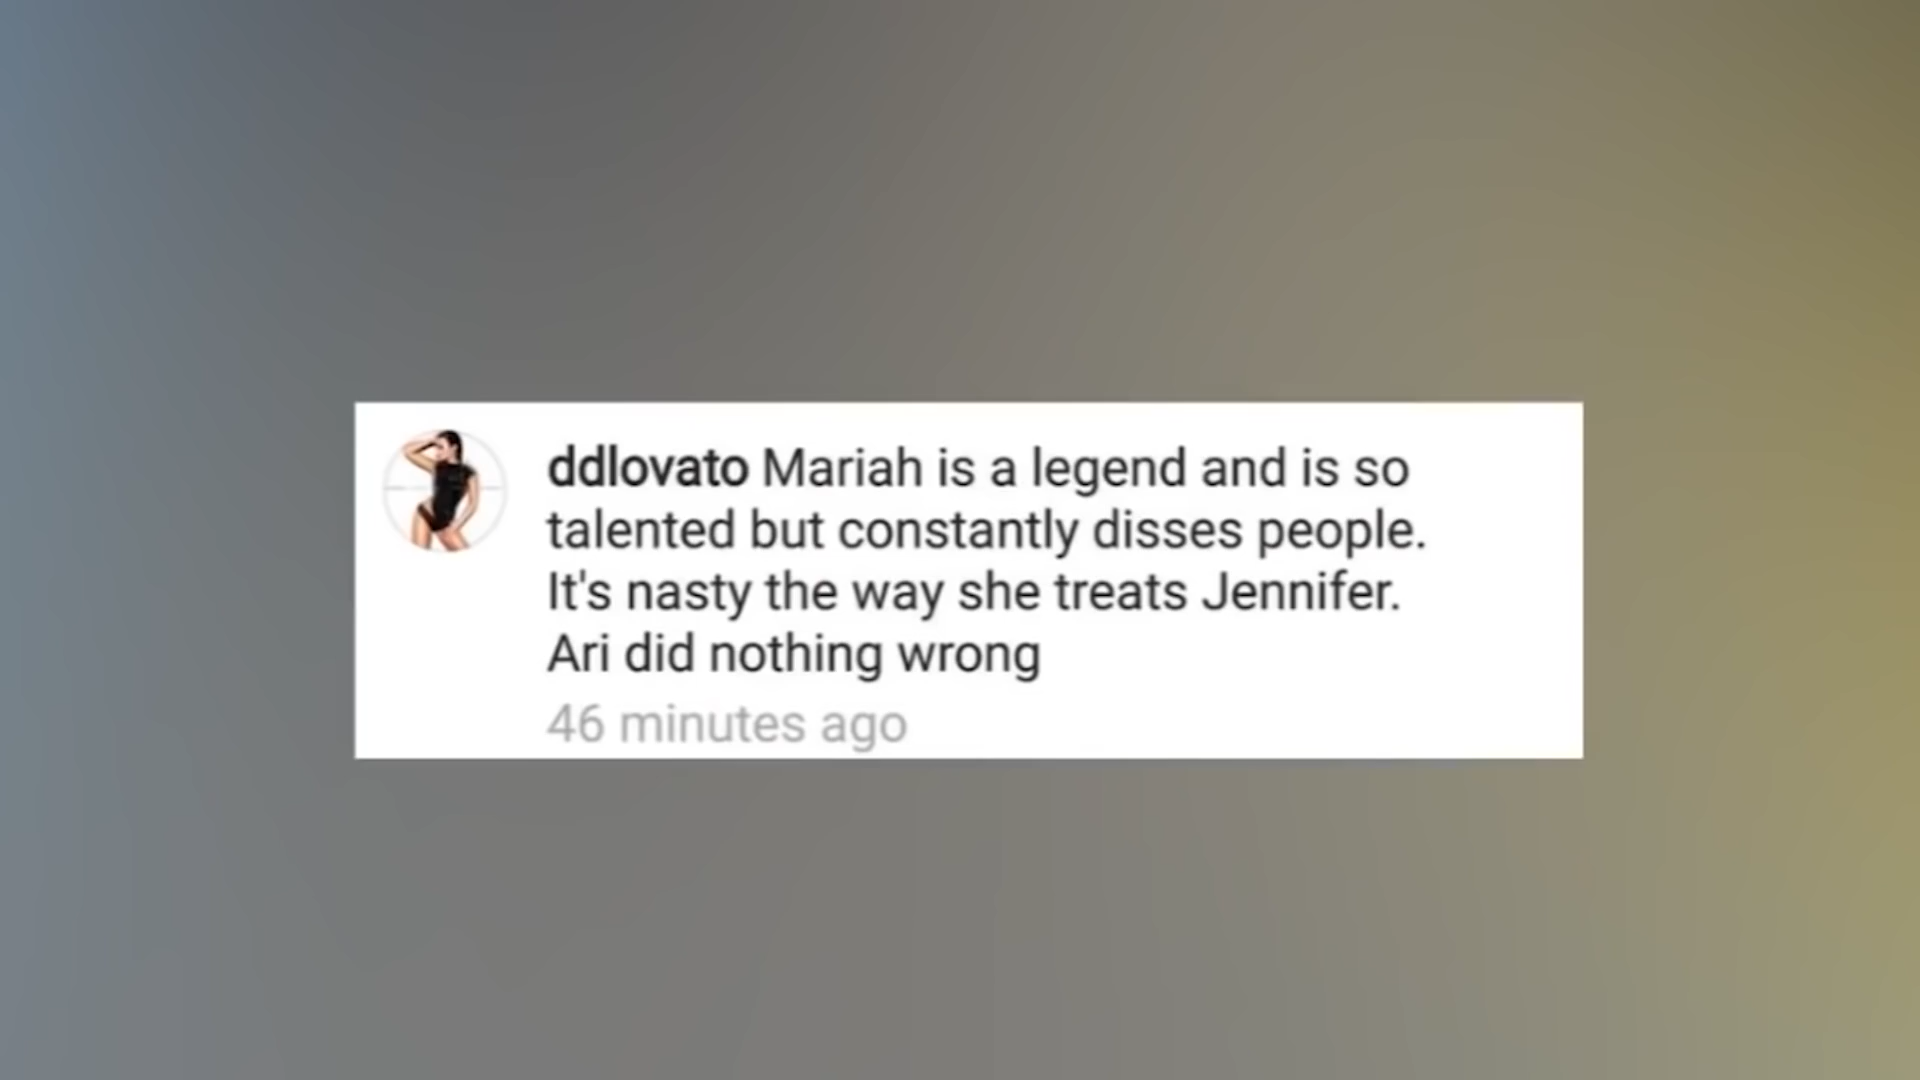 ddlovato Mariah is a legend and is so
talented but constantly disses people.
It's nasty the way she treats Jennifer.
Ari did nothing wrong
46 minutes ago